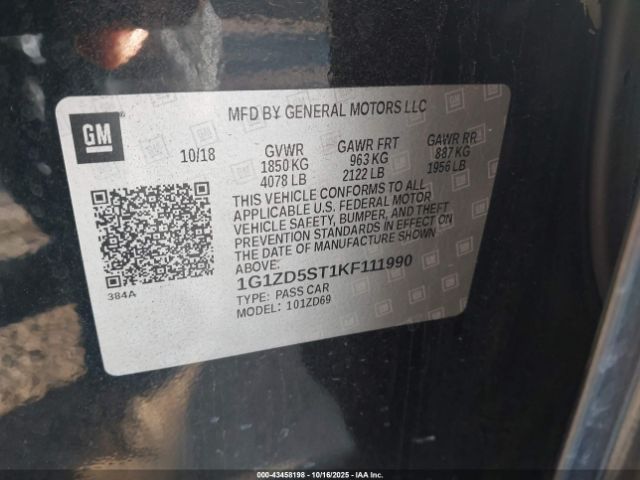 MFD BY GENERAL MOTORS LLC
GM
10/18 GVWR GAWR FRT GAWR RR
1850 KG 963 KG 887 KG
4078 LB 2122 LB 1956 LB
THIS VEHICLE CONFORMS TO ALL
APPLICABLE U.S. FEDERAL MOTOR
VEHICLE SAFETY, BUMPER, AND THEFT
PREVENTION STANDARDS IN EFFECT ON
THE DATE OF MANUFACTURE SHOWN
ABOVE.
384A
1G1ZD5ST1KF111990
TYPE: PASS CAR
MODEL: 101ZD69
000-43458198 - 10/16/2025 - IAAI, Inc.